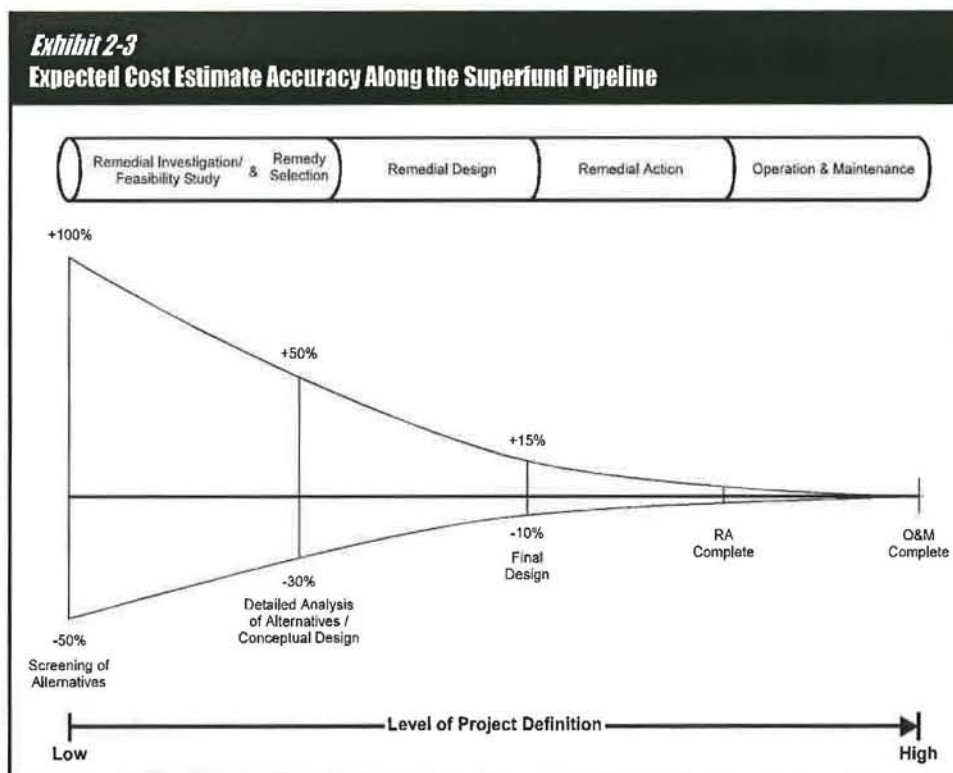 Exhibit 2-3
Expected Cost Estimate Accuracy Along the Superfund Pipeline
Remedial Investigation/
Feasibility Study
&
Remedy
Selection
Remedial Design
Remedial Action
Operation & Maintenance
+100%
+50%
+15%
-50%
Screening of
Alternatives
-30%
Detailed Analysis
of Alternatives /
Conceptual Design
-10%
Final
Design
RA
Complete
O&M
Complete
Level of Project Definition
Low
High